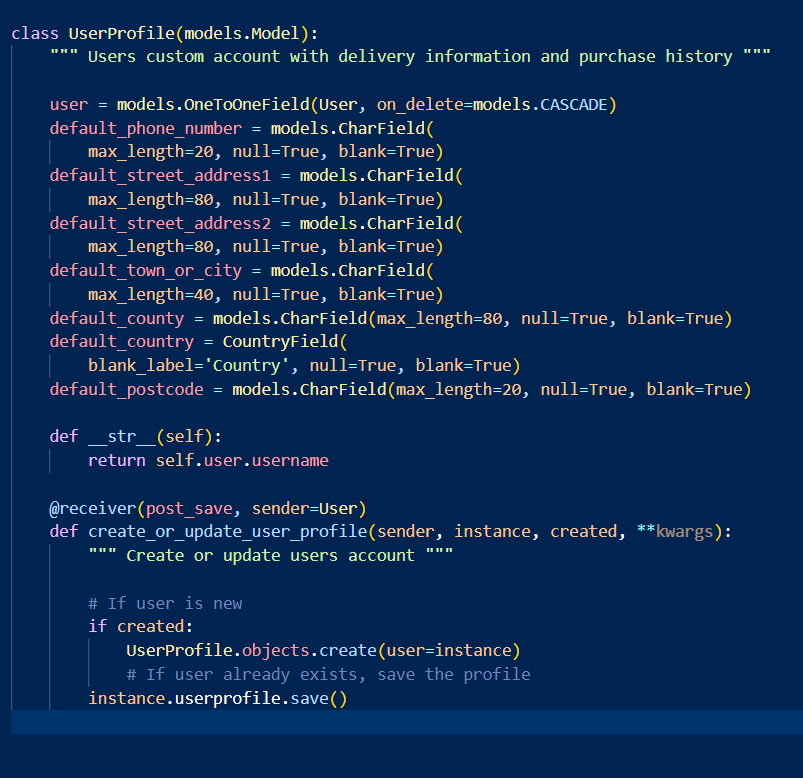 class UserProfile(models.Model):
    """ Users custom account with delivery information and purchase history """

    user = models.OneToOneField(User, on_delete=models.CASCADE)
    default_phone_number = models.CharField(
        max_length=20, null=True, blank=True)
    default_street_address1 = models.CharField(
        max_length=80, null=True, blank=True)
    default_street_address2 = models.CharField(
        max_length=80, null=True, blank=True)
    default_town_or_city = models.CharField(
        max_length=40, null=True, blank=True)
    default_county = models.CharField(max_length=80, null=True, blank=True)
    default_country = CountryField(
        blank_label='Country', null=True, blank=True)
    default_postcode = models.CharField(max_length=20, null=True, blank=True)

    def __str__(self):
        return self.user.username

    @receiver(post_save, sender=User)
    def create_or_update_user_profile(sender, instance, created, **kwargs):
        """ Create or update users account """

        # If user is new
        if created:
            UserProfile.objects.create(user=instance)
            # If user already exists, save the profile
        instance.userprofile.save()